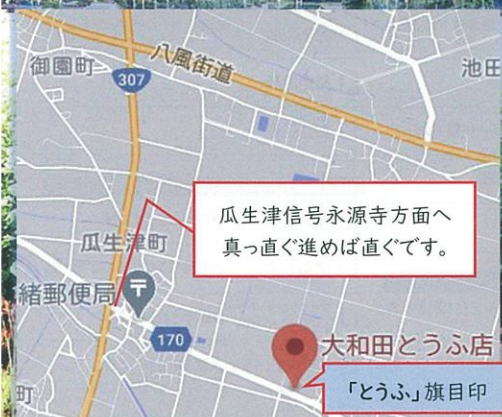 御園町
307
八風街道
池田
瓜生津信号永源寺方面へ
真っ直ぐ進めば直ぐです。
瓜生津町
緒郵便局
〒
170
大和田とうふ店
「とうふ」旗目印
町